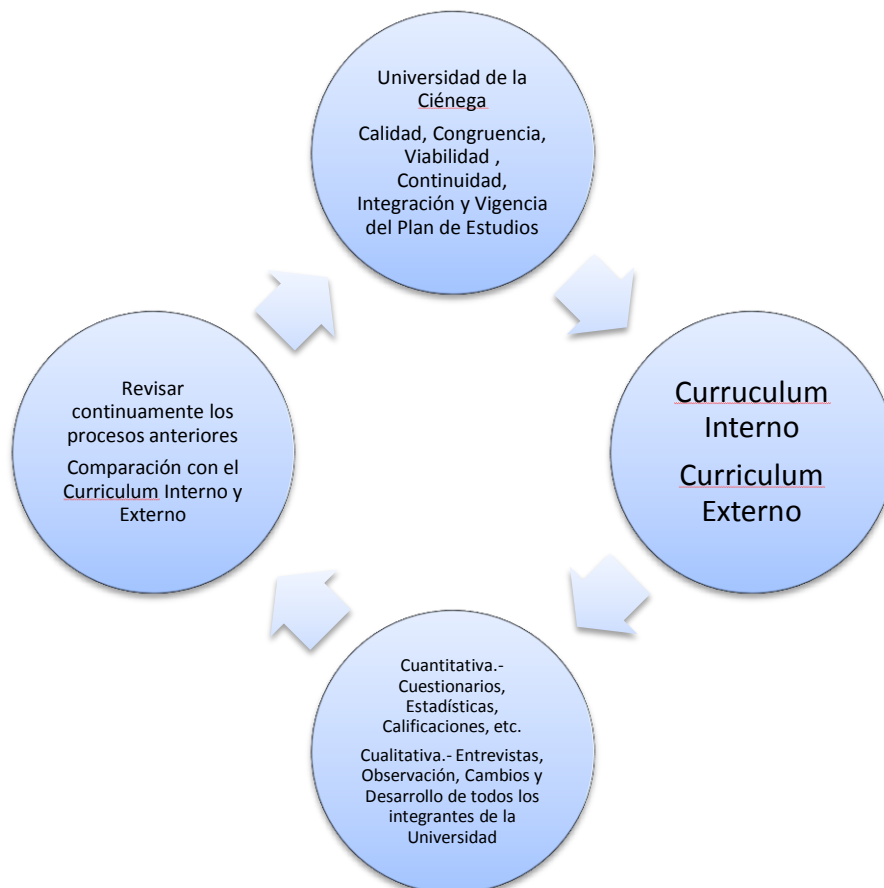 Universidad de la
Ciénega
Calidad, Congruencia,
Viabilidad ,
Continuidad,
Integración y Vigencia
del Plan de Estudios
Curruculum
Interno
Curriculum
Externo
Cuantitativa.-
Cuestionarios,
Estadísticas,
Calificaciones, etc.
Cualitativa.- Entrevistas,
Observación, Cambios y
Desarrollo de todos los
integrantes de la
Universidad
Revisar
continuamente los
procesos anteriores
Comparación con el
Curriculum Interno y
Externo